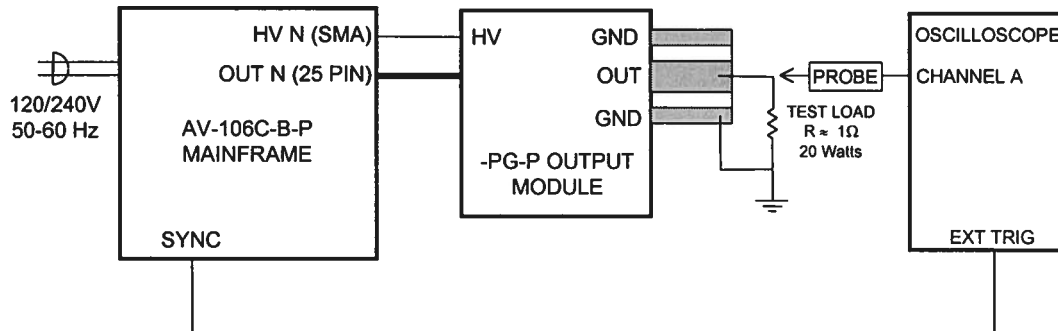 120/240V
50-60 Hz
HV N (SMA)
OUT N (25 PIN)
AV-106C-B-P
MAINFRAME
SYNC
HV
GND
OUT
GND
-PG-P OUTPUT
MODULE
PROBE
TEST LOAD
R ≈ 1Ω
20 Watts
OSCILLOSCOPE
CHANNEL A
EXT TRIG